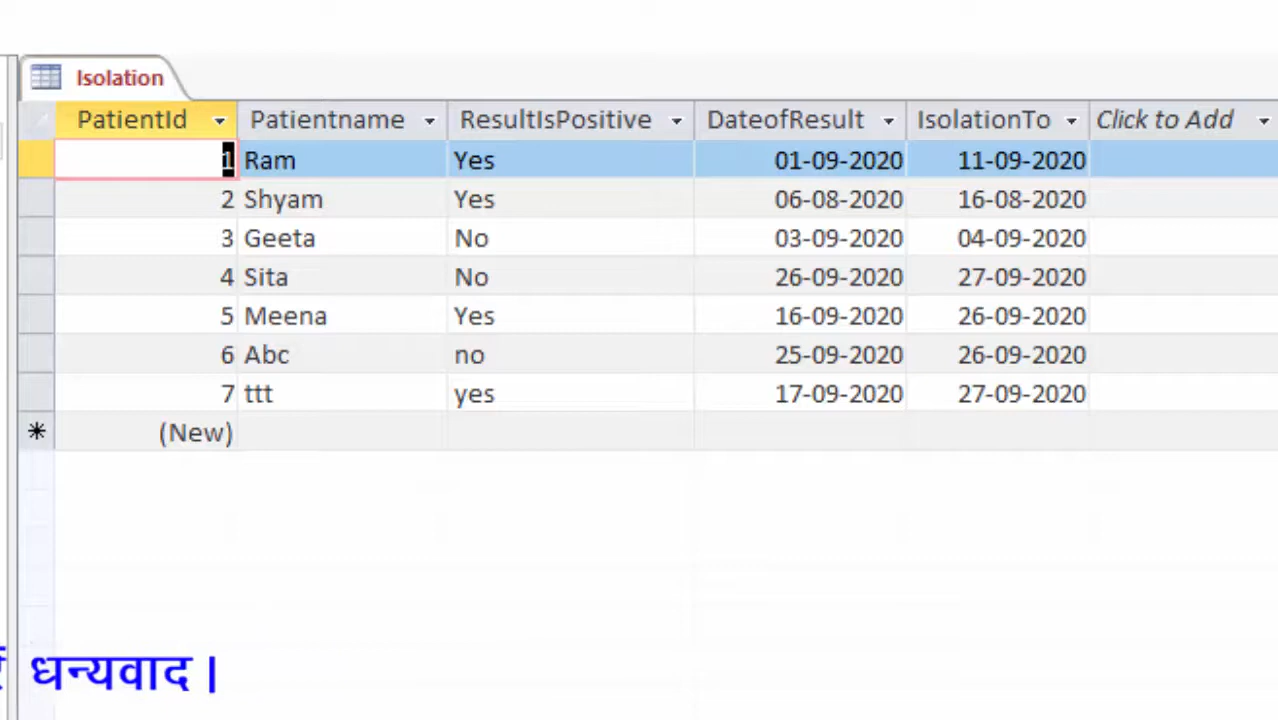 Isolation
PatientId Patientname ResultIsPositive DateofResult IsolationTo Click to Add
1 Ram Yes 01-09-2020 11-09-2020
2 Shyam Yes 06-08-2020 16-08-2020
3 Geeta No 03-09-2020 04-09-2020
4 Sita No 26-09-2020 27-09-2020
5 Meena Yes 16-09-2020 26-09-2020
6 Abc no 25-09-2020 26-09-2020
7 ttt yes 17-09-2020 27-09-2020
(New)
धन्यवाद।